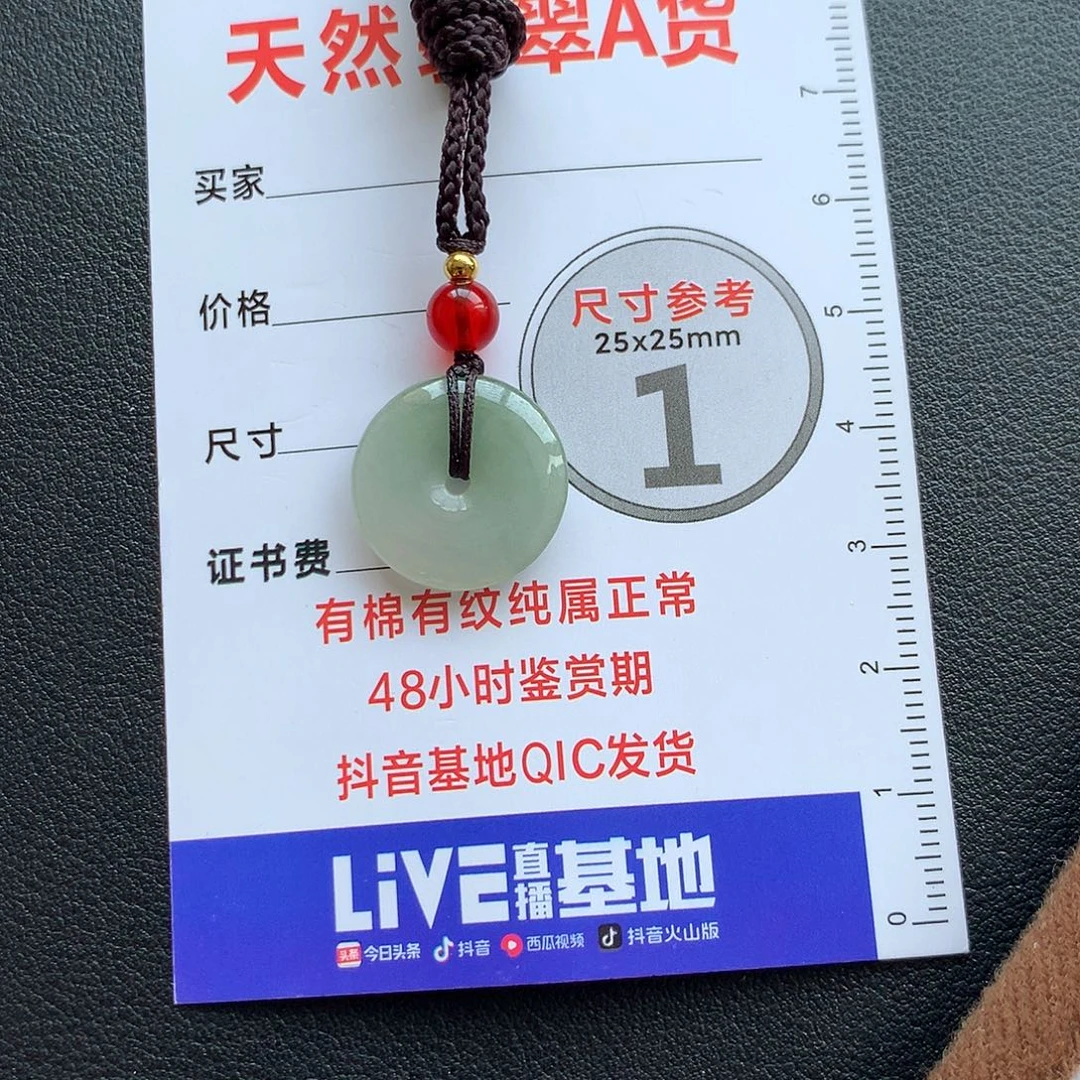 天然翠A货
买家
价格
尺寸
证书费
尺寸参考
25x25mm
1
有棉有纹纯属正常
48小时鉴赏期
抖音基地QIC发货
LiVE直播基地
头条 今日头条 抖音 西瓜视频 抖音火山版
7
6
5
4
3
2
1
0